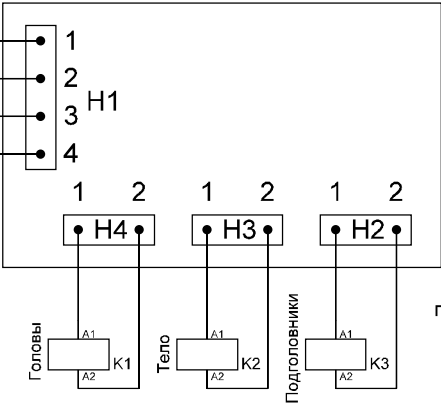 1
2
H1
3
4
1 2 1 2 1 2
H4 H3 H2
Головы A1 A2 K1
Тело A1 A2 K2
Подголовники A1 A2 K3